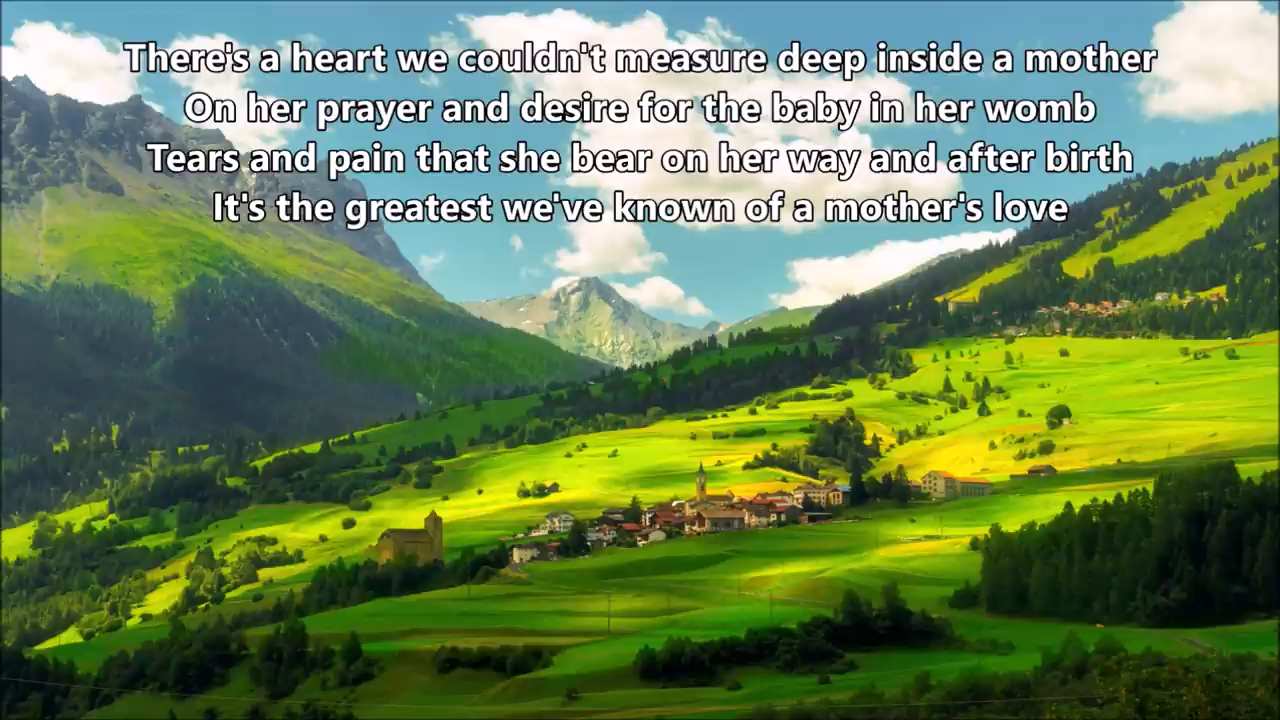 There's a heart we couldn't measure deep inside a mother
On her prayer and desire for the baby in her womb
Tears and pain that she bear on her way and after birth
It's the greatest we've known of a mother's love